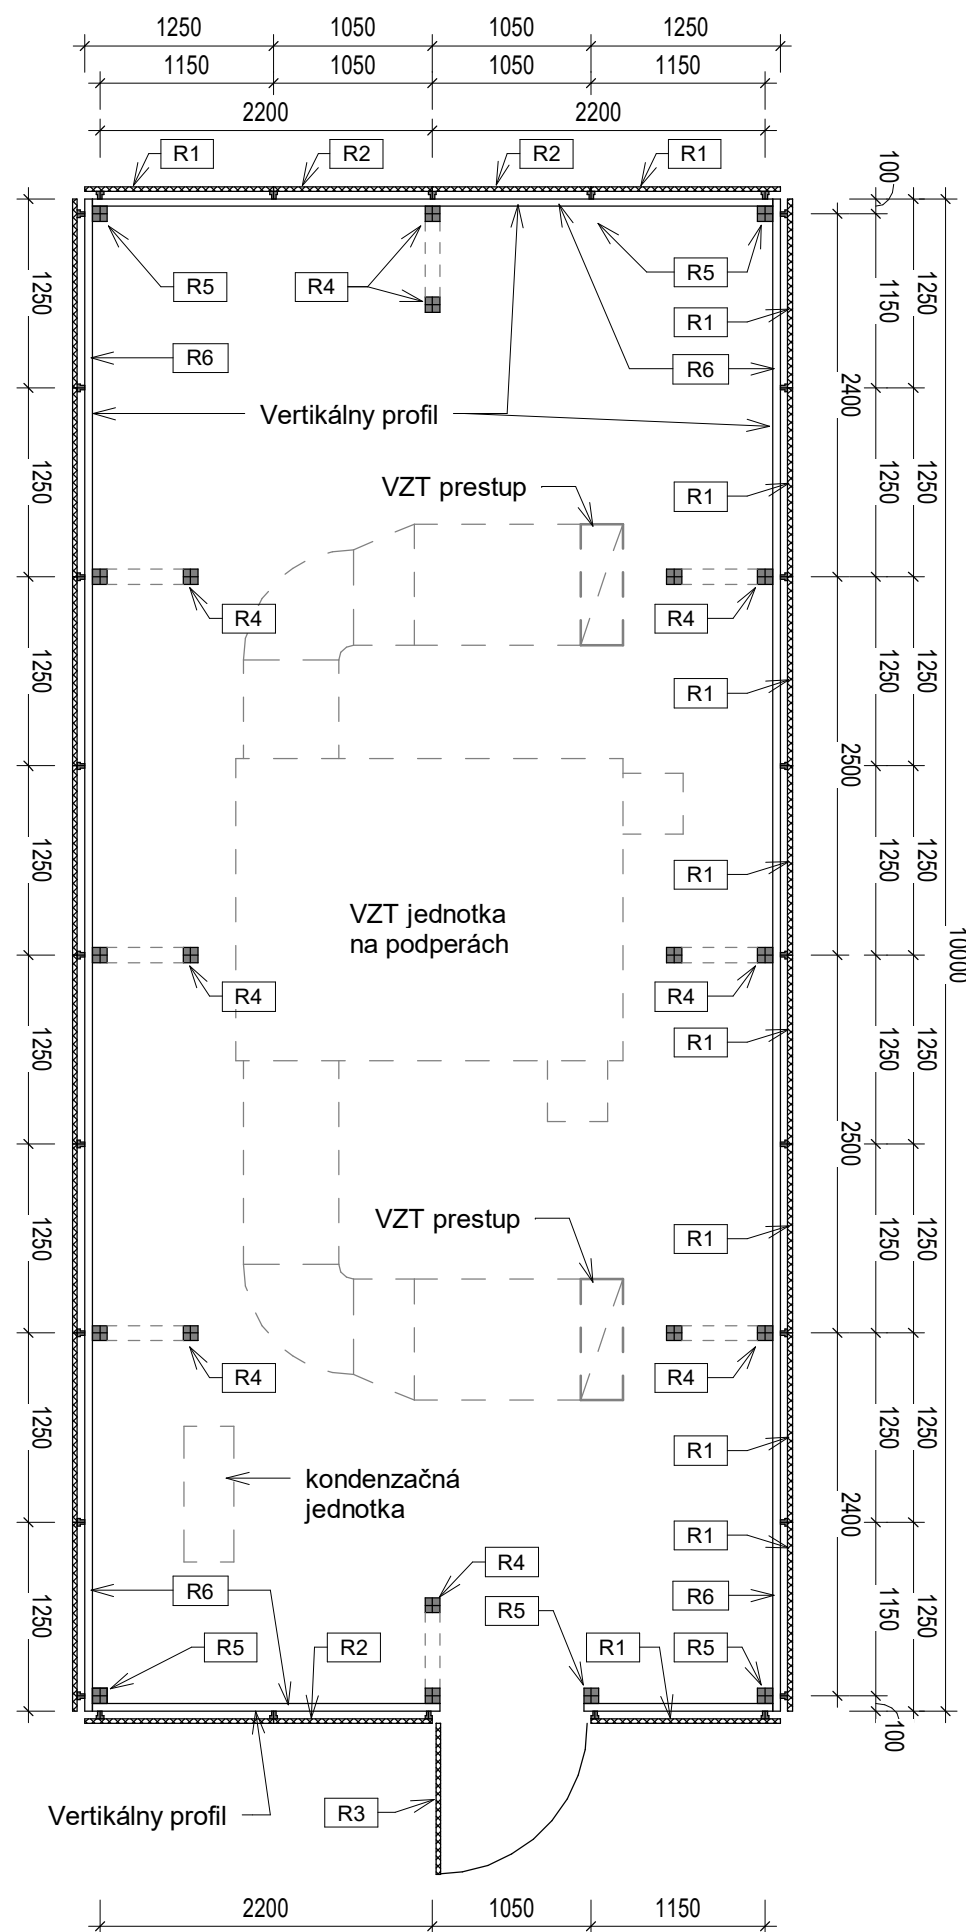 1250 1050 1050 1250
1150 1050 1050 1150
2200 2200
R1 R2 R2 R1
100
R5 R4 R5
1250 1150 1250
R1
R6 R6
2400
Vertikálny profil
VZT prestup
R1
1250 1250 1250
R4 R4
1250 1250 1250
R1
2500
1250 1250 1250
R1
VZT jednotka
na podperách
10000
R4 R4
1250 1250 1250
R1
2500
VZT prestup
R1
1250 1250 1250
R4 R4
1250 1250 1250
R1
kondenzačná
jednotka
2400
R1
R4
R6 R6
1250 1150 1250
R5
R5 R2 R1 R5
100
Vertikálny profil
R3
2200 1050 1150